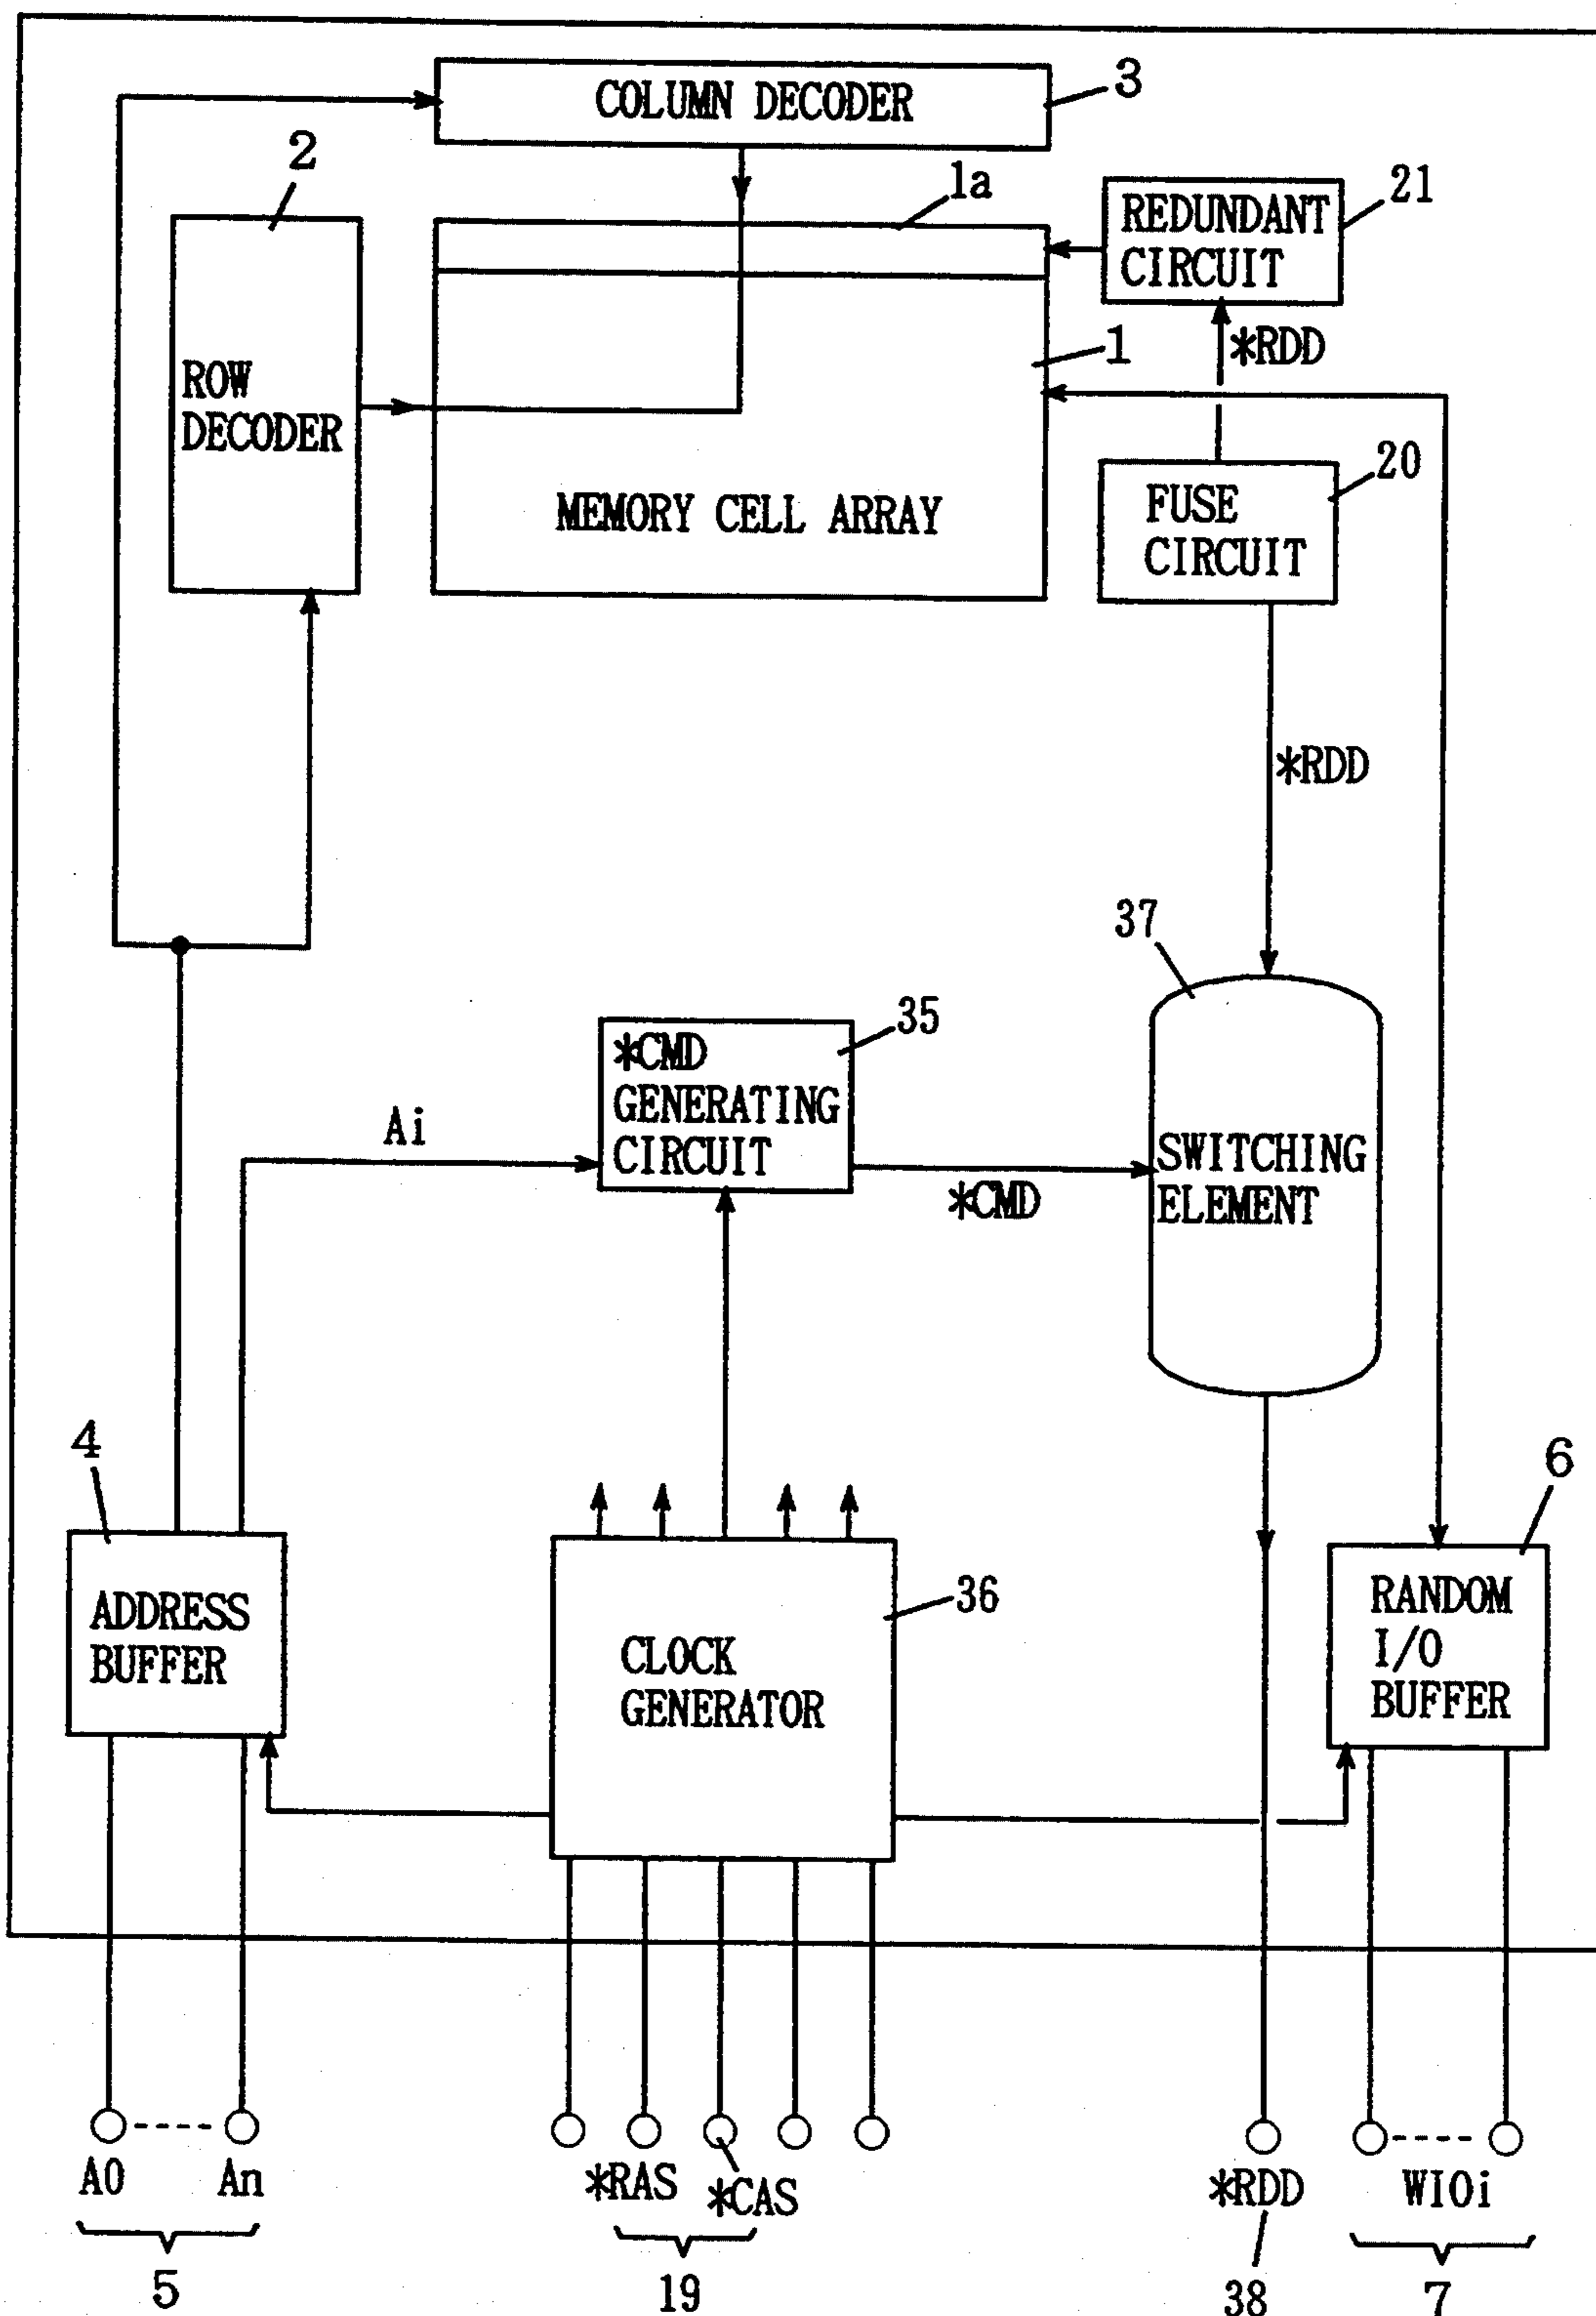 COLUMN DECODER
3
2
1a
21
REDUNDANT
CIRCUIT
*RDD
1
ROW
DECODER
20
FUSE
CIRCUIT
MEMORY CELL ARRAY
*RDD
37
35
*CMD
GENERATING
CIRCUIT
Ai
SWITCHING
ELEMENT
*CMD
4
6
36
ADDRESS
BUFFER
CLOCK
GENERATOR
RANDOM
I/O
BUFFER
A0
An
*RAS
*CAS
*RDD
WIOi
5
19
38
7